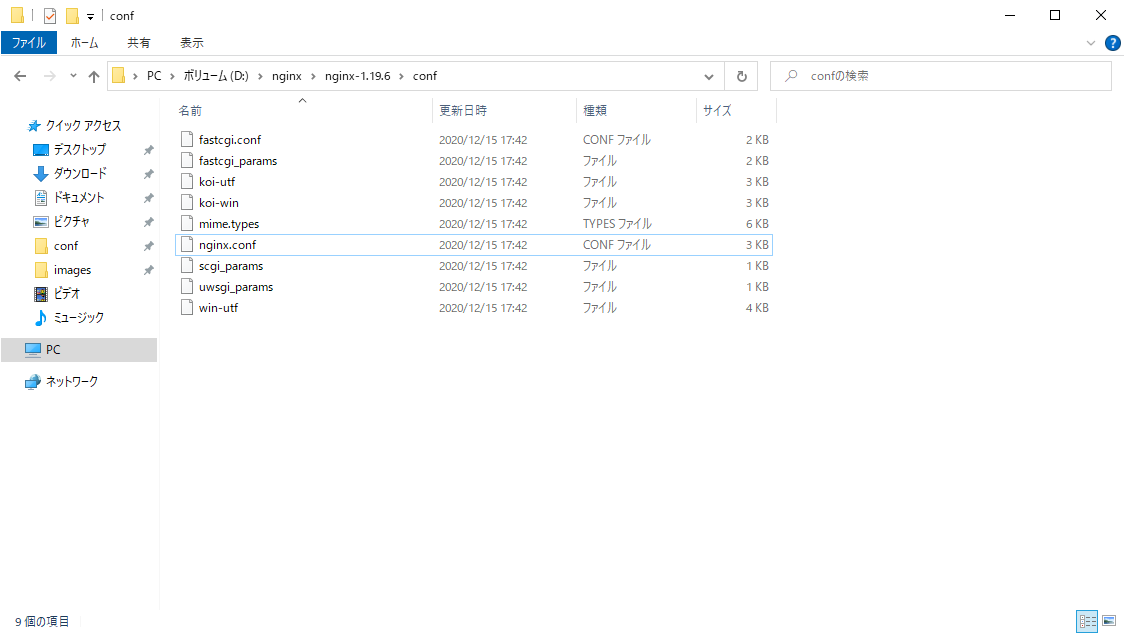 conf
ファイル ホーム 共有 表示
PC ボリューム (D:) nginx nginx-1.19.6 conf confの検索
名前 更新日時 種類 サイズ
クイック アクセス
デスクトップ
ダウンロード
ドキュメント
ピクチャ
conf
images
ビデオ
ミュージック
PC
ネットワーク
fastcgi.conf 2020/12/15 17:42 CONF ファイル 2 KB
fastcgi_params 2020/12/15 17:42 ファイル 2 KB
koi-utf 2020/12/15 17:42 ファイル 3 KB
koi-win 2020/12/15 17:42 ファイル 3 KB
mime.types 2020/12/15 17:42 TYPES ファイル 6 KB
nginx.conf 2020/12/15 17:42 CONF ファイル 3 KB
scgi_params 2020/12/15 17:42 ファイル 1 KB
uwsgi_params 2020/12/15 17:42 ファイル 1 KB
win-utf 2020/12/15 17:42 ファイル 4 KB
9 個の項目